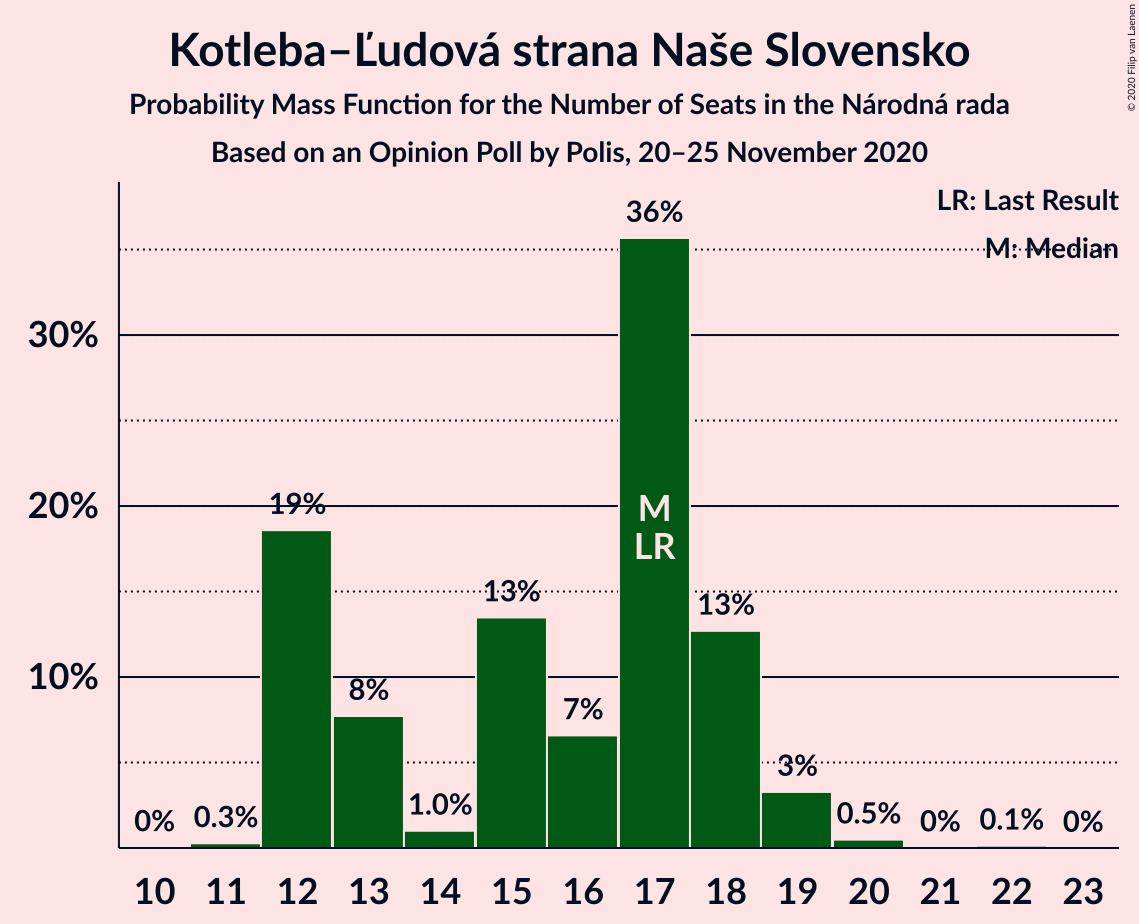 Kotleba–Ľudová strana Naše Slovensko
Probability Mass Function for the Number of Seats in the Národná rada
Based on an Opinion Poll by Polis, 20–25 November 2020
© 2020 Filip van Laenen
LR: Last Result
M: Median
36%
30%
20%
10%
0%
0.3%
19%
8%
1.0%
13%
7%
M
LR
13%
3%
0.5%
0%
0.1%
0%
10 11 12 13 14 15 16 17 18 19 20 21 22 23